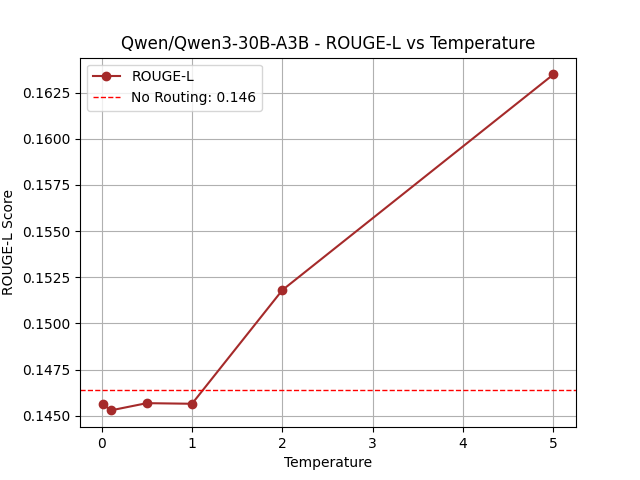 Qwen/Qwen3-30B-A3B - ROUGE-L vs Temperature
ROUGE-L
No Routing: 0.146
ROUGE-L Score
0.1625
0.1600
0.1575
0.1550
0.1525
0.1500
0.1475
0.1450
0 1 2 3 4 5
Temperature